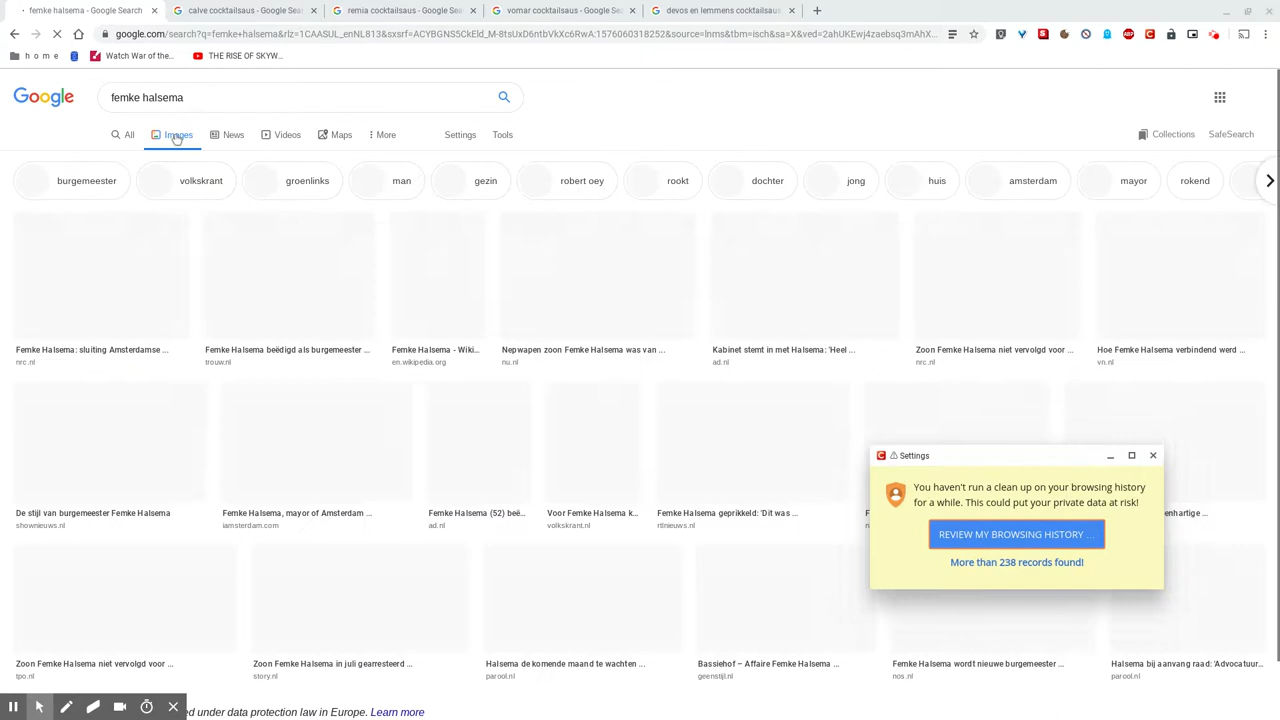 femke halsema - Google Search
calve cocktailsaus - Google Sea
remia cocktailsaus - Google Sea
vomar cocktailsaus - Google Sea
devos en lemmens cocktailsaus
google.com/search?q=femke+halsema&rlz=1CAASUL_enNL813&sxsrf=ACYBGNS5CkEld_M-8tsUxD6ntbVkXc6RwA:1576060318252&source=lnms&tbm=isch&sa=X&ved=2ahUKEwj4zaebsq3mAhX...
h o m e
Watch War of the...
THE RISE OF SKYW...
Google
femke halsema
All
Images
News
Videos
Maps
More
Settings
Tools
Collections
SafeSearch
burgemeester
volkskrant
groenlinks
man
gezin
robert oey
rookt
dochter
jong
huis
amsterdam
mayor
rokend
Femke Halsema: sluiting Amsterdamse ...
nrc.nl
Femke Halsema beëdigd als burgemeester ...
trouw.nl
Femke Halsema - Wiki...
en.wikipedia.org
Nepwapen zoon Femke Halsema was van ...
nu.nl
Kabinet stemt in met Halsema: 'Heel ...
ad.nl
Zoon Femke Halsema niet vervolgd voor ...
nrc.nl
Hoe Femke Halsema verbindend werd ...
vn.nl
De stijl van burgemeester Femke Halsema
shownieuws.nl
Femke Halsema, mayor of Amsterdam ...
iamsterdam.com
Femke Halsema (52) beë...
ad.nl
Voor Femke Halsema k...
volkskrant.nl
Femke Halsema geprikkeld: 'Dit was ...
rtlnieuws.nl
Settings
You haven't run a clean up on your browsing history
for a while. This could put your private data at risk!
REVIEW MY BROWSING HISTORY ...
More than 238 records found!
Zoon Femke Halsema niet vervolgd voor ...
tpo.nl
Zoon Femke Halsema in juli gearresteerd ...
story.nl
Halsema de komende maand te wachten ...
parool.nl
Bassiehof – Affaire Femke Halsema ...
geenstijl.nl
Femke Halsema wordt nieuwe burgemeester ...
nos.nl
Halsema bij aanvang raad: 'Advocatuur...
parool.nl
ed under data protection law in Europe. Learn more